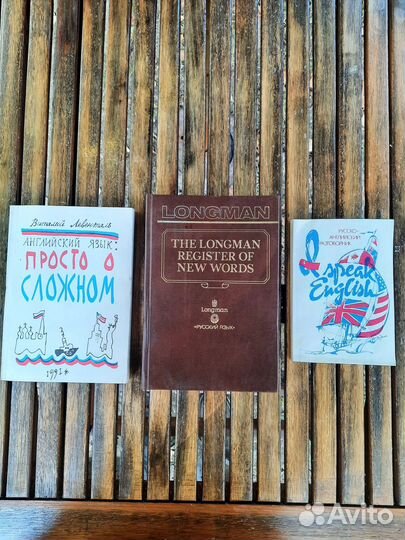 Виталий Левенталь
АНГЛИЙСКИЙ ЯЗЫК:
ПРОСТО О
СЛОЖНОМ
LONGMAN
THE LONGMAN
REGISTER OF
NEW WORDS
Longman
«РУССКИЙ ЯЗЫК»
РУССКО-
АНГЛИЙСКИЙ
РАЗГОВОРНИК
I speak
English
Avito